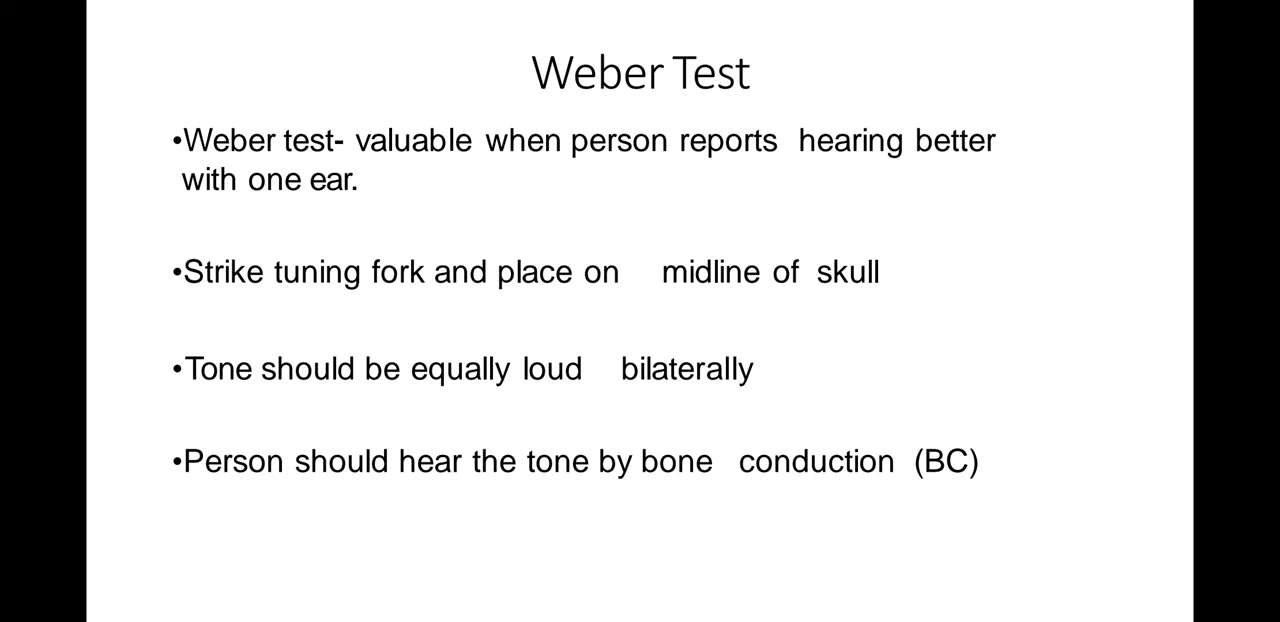 Weber Test
•Weber test- valuable when person reports hearing better
with one ear.
•Strike tuning fork and place on midline of skull
•Tone should be equally loud bilaterally
•Person should hear the tone by bone conduction (BC)